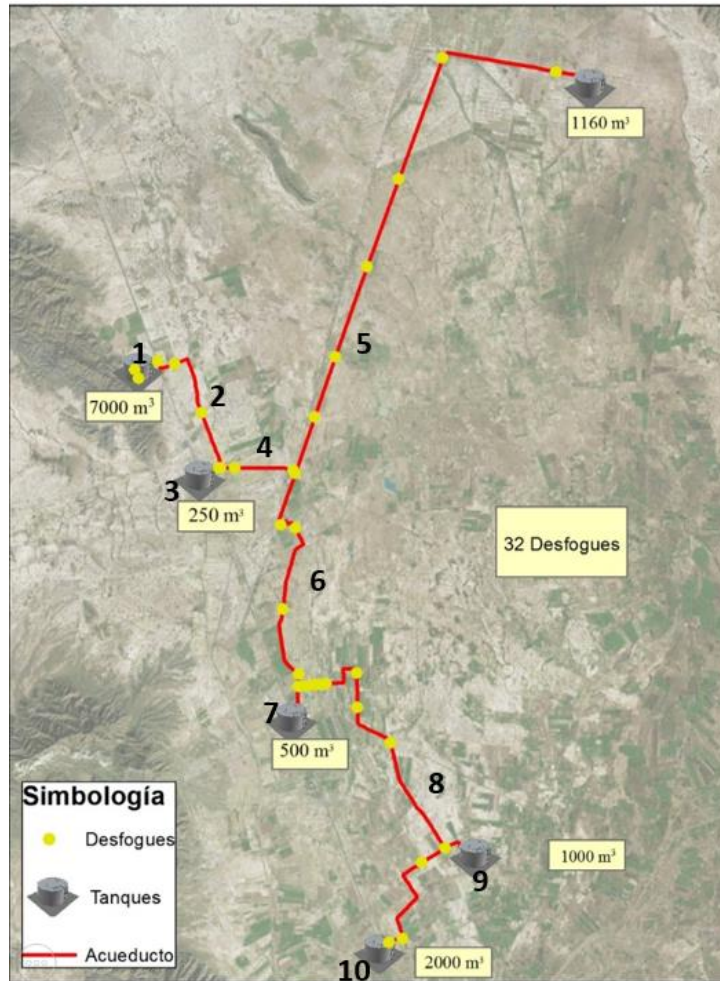 1160 m³
5
1
7000 m³
2
4
3
250 m³
32 Desfogues
6
7
500 m³
8
Simbología
Desfogues
Tanques
Acueducto
9
1000 m³
10
2000 m³